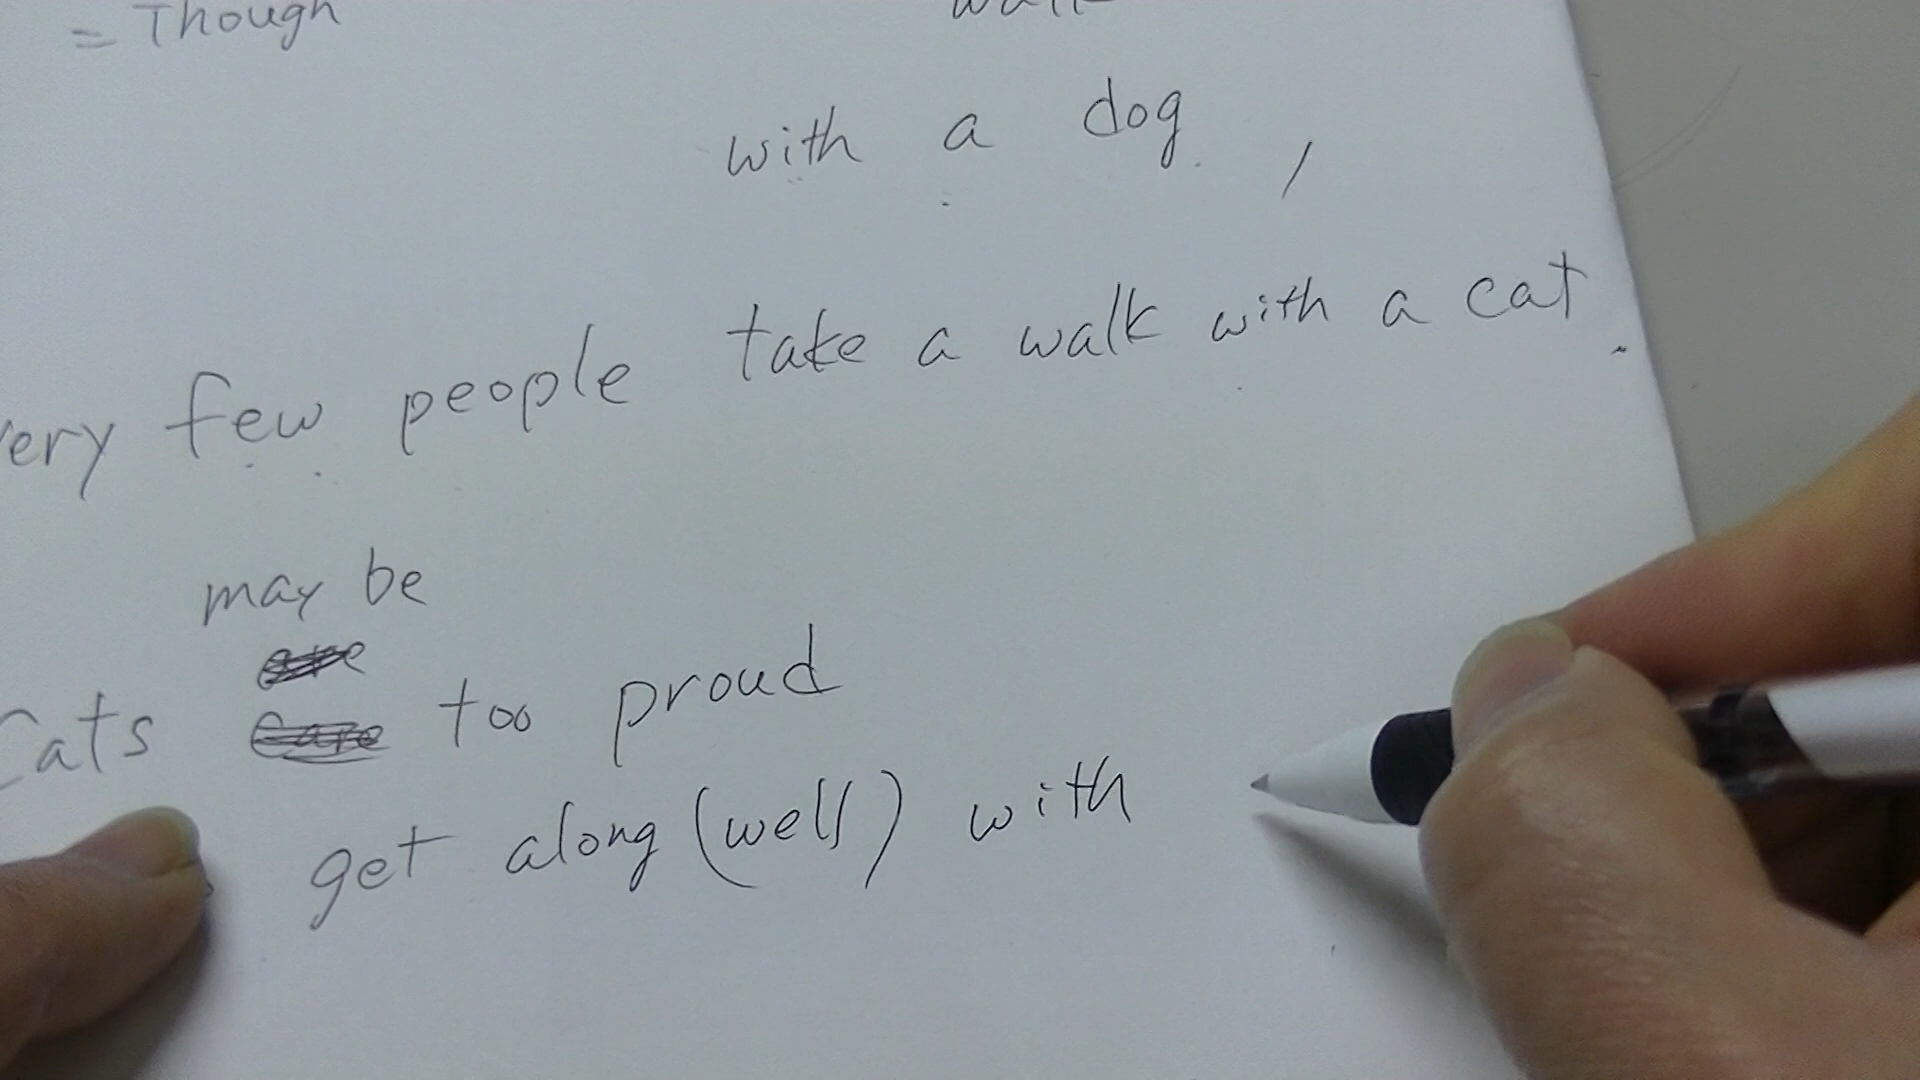 = Though
walk
with a dog,
very few people take a walk with a cat.
may be
Cats too proud
get along (well) with